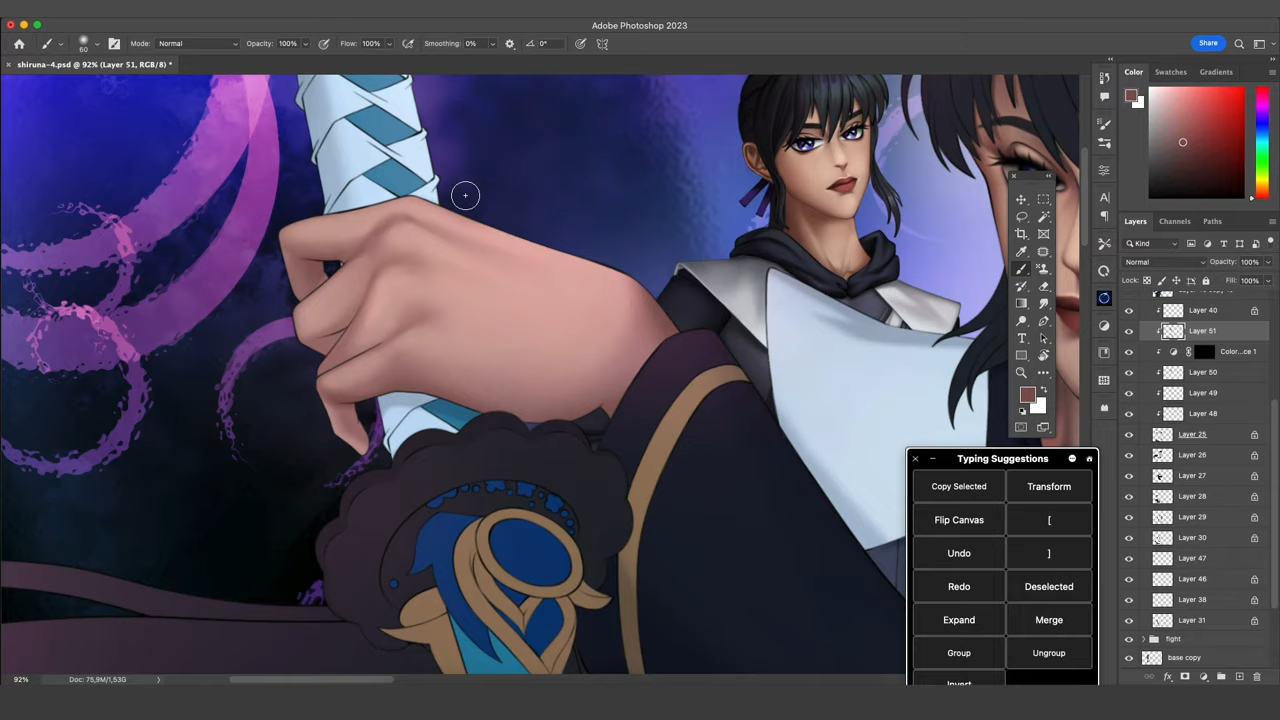 Adobe Photoshop 2023
60 Mode: Normal Opacity: 100% Flow: 100% Smoothing: 0% 0° Share
shiruna-4.psd @ 92% (Layer 51, RGB/8) *
Color Swatches Gradients
Layers Channels Paths
Kind
Normal Opacity: 100%
Lock: Fill: 100%
Layer 40
Layer 51
Color...ce 1
Layer 50
Layer 49
Layer 48
Layer 25
Layer 26
Layer 27
Layer 28
Layer 29
Layer 30
Layer 47
Layer 46
Layer 38
Layer 31
fight
base copy
Typing Suggestions
Copy Selected Transform
Flip Canvas [
Undo ]
Redo Deselected
Expand Merge
Group Ungroup
Invert
92% Doc: 75,9M/1,53G